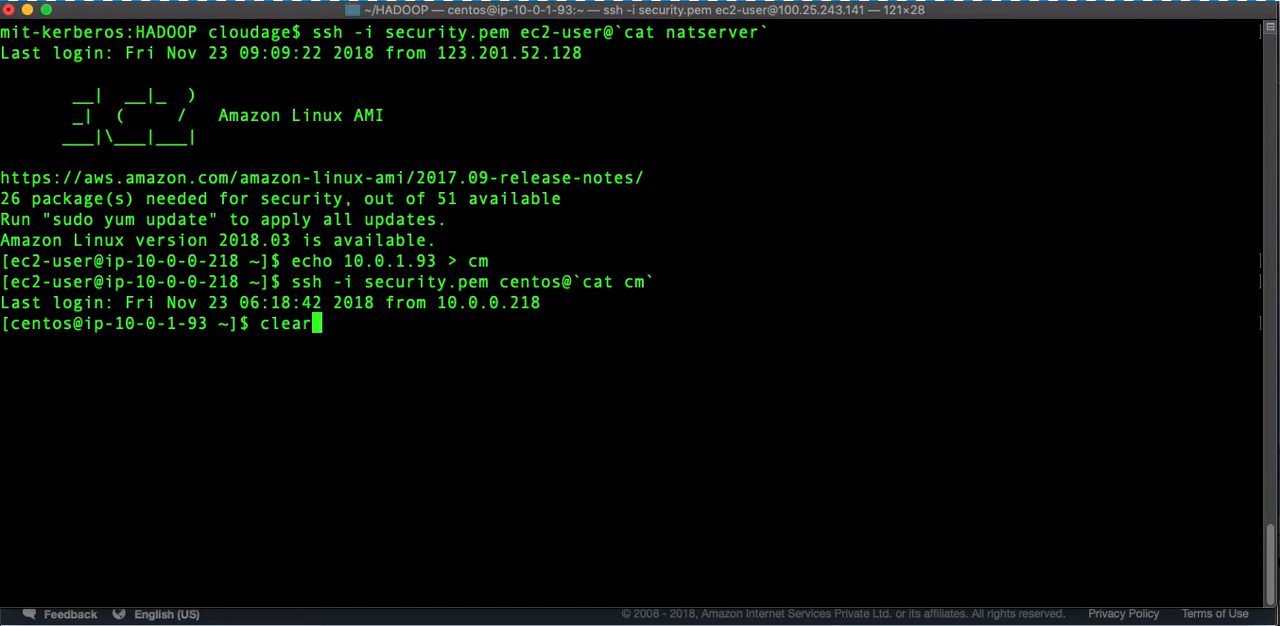 ~/HADOOP — centos@ip-10-0-1-93:~ — ssh -i security.pem ec2-user@100.25.243.141 — 121×28
mit-kerberos:HADOOP cloudage$ ssh -i security.pem ec2-user@`cat natserver`
Last login: Fri Nov 23 09:09:22 2018 from 123.201.52.128
       __|  __|_  )
       _|  (     /   Amazon Linux AMI
      ___|\___|___|
https://aws.amazon.com/amazon-linux-ami/2017.09-release-notes/
26 package(s) needed for security, out of 51 available
Run "sudo yum update" to apply all updates.
Amazon Linux version 2018.03 is available.
[ec2-user@ip-10-0-0-218 ~]$ echo 10.0.1.93 > cm
[ec2-user@ip-10-0-0-218 ~]$ ssh -i security.pem centos@`cat cm`
Last login: Fri Nov 23 06:18:42 2018 from 10.0.0.218
[centos@ip-10-0-1-93 ~]$ clear
Feedback English (US) © 2008 - 2018, Amazon Internet Services Private Ltd. or its affiliates. All rights reserved. Privacy Policy Terms of Use